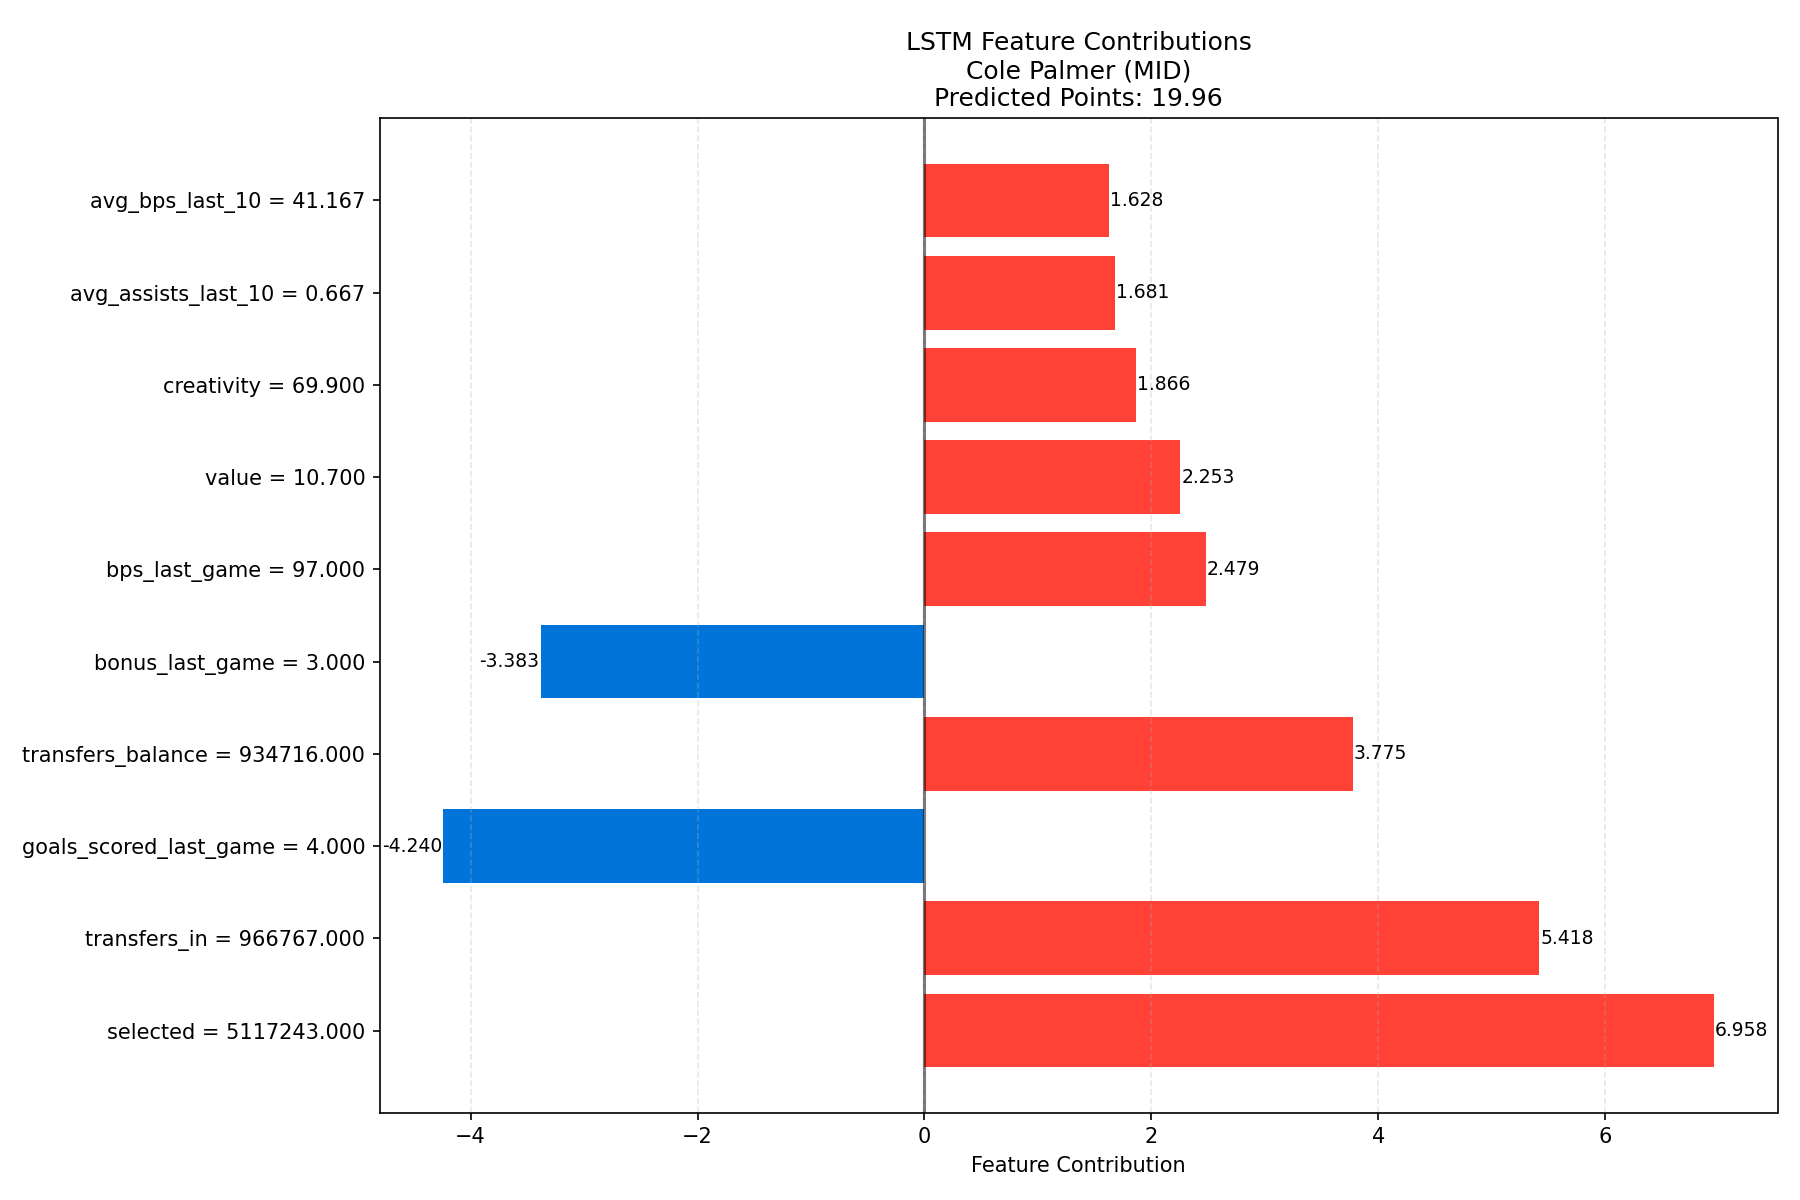 LSTM Feature Contributions
Cole Palmer (MID)
Predicted Points: 19.96
avg_bps_last_10 = 41.167
1.628
avg_assists_last_10 = 0.667
1.681
creativity = 69.900
1.866
value = 10.700
2.253
bps_last_game = 97.000
2.479
bonus_last_game = 3.000
-3.383
transfers_balance = 934716.000
3.775
goals_scored_last_game = 4.000
-4.240
transfers_in = 966767.000
5.418
selected = 5117243.000
6.958
−4 −2 0 2 4 6
Feature Contribution